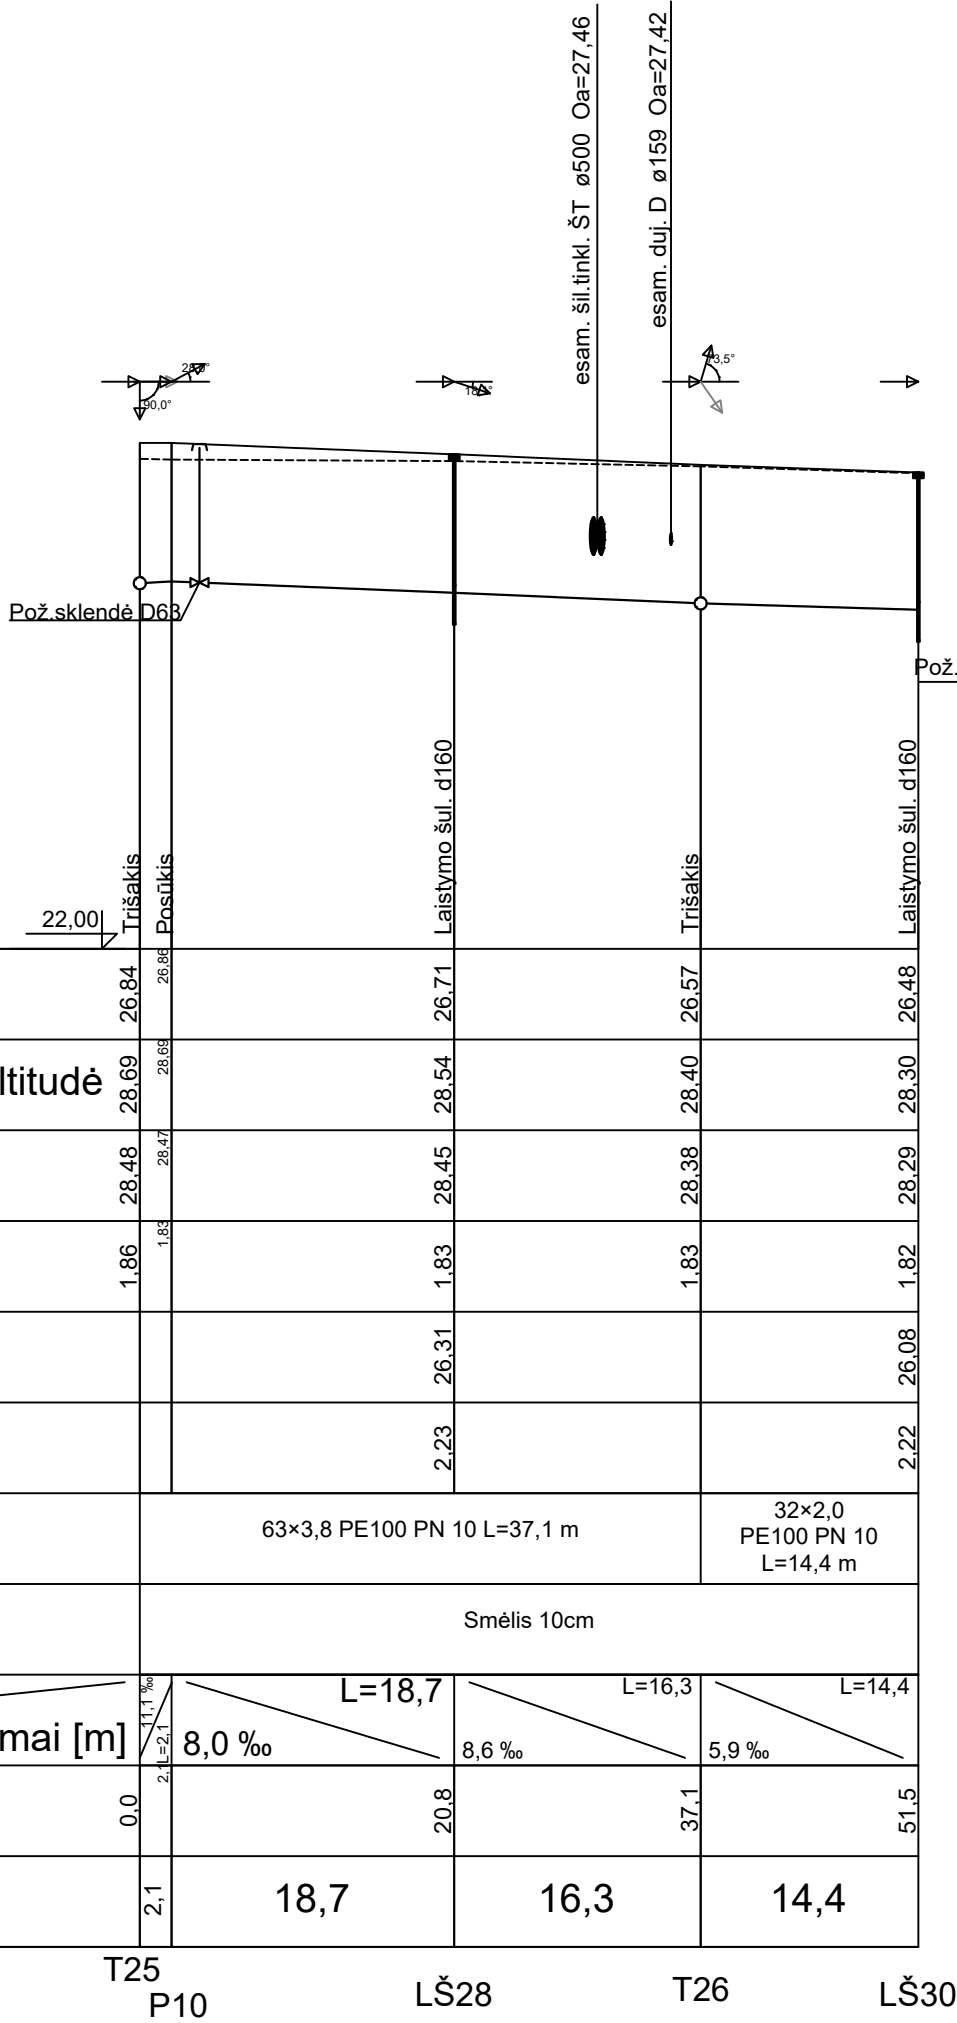 esam. šil.tinkl. ŠT ø500 Oa=27,46
esam. duj. D ø159 Oa=27,42
90,0°
Pož.sklendė D63
Pož.
Trišakis
Posūkis
Laistymo šul. d160
Trišakis
Laistymo šul. d160
22,00
26,84 26,86 26,71 26,57 26,48
ltitudė 28,69 28,69 28,54 28,40 28,30
28,48 28,47 28,45 28,38 28,29
1,86 1,83 1,83 1,83 1,82
26,31 26,08
2,23 2,22
63×3,8 PE100 PN 10 L=37,1 m
32×2,0
PE100 PN 10
L=14,4 m
Smėlis 10cm
mai [m]
11,1 ‰ L=2,1
L=18,7
8,0 ‰
L=16,3
8,6 ‰
L=14,4
5,9 ‰
0,0 2,1 20,8 37,1 51,5
2,1 18,7 16,3 14,4
T25 P10 LŠ28 T26 LŠ30